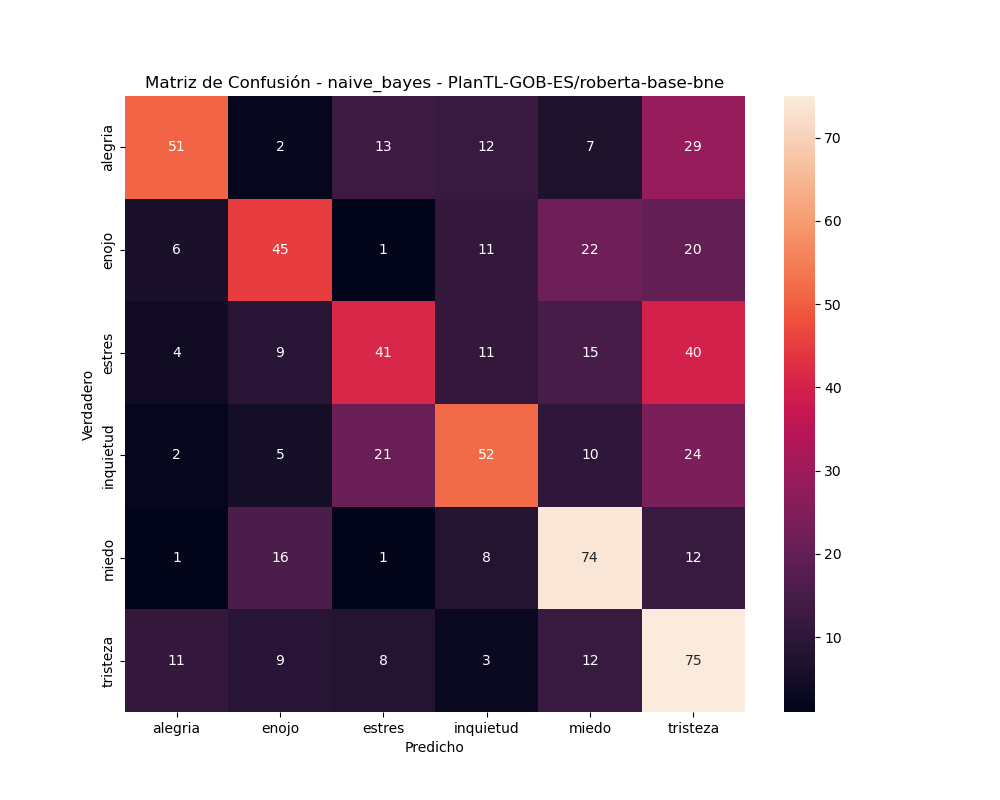 Matriz de Confusión - naive_bayes - PlanTL-GOB-ES/roberta-base-bne
alegria 51 2 13 12 7 29
enojo 6 45 1 11 22 20
estres 4 9 41 11 15 40
inquietud 2 5 21 52 10 24
miedo 1 16 1 8 74 12
tristeza 11 9 8 3 12 75
Verdadero
alegria enojo estres inquietud miedo tristeza
Predicho
70
60
50
40
30
20
10